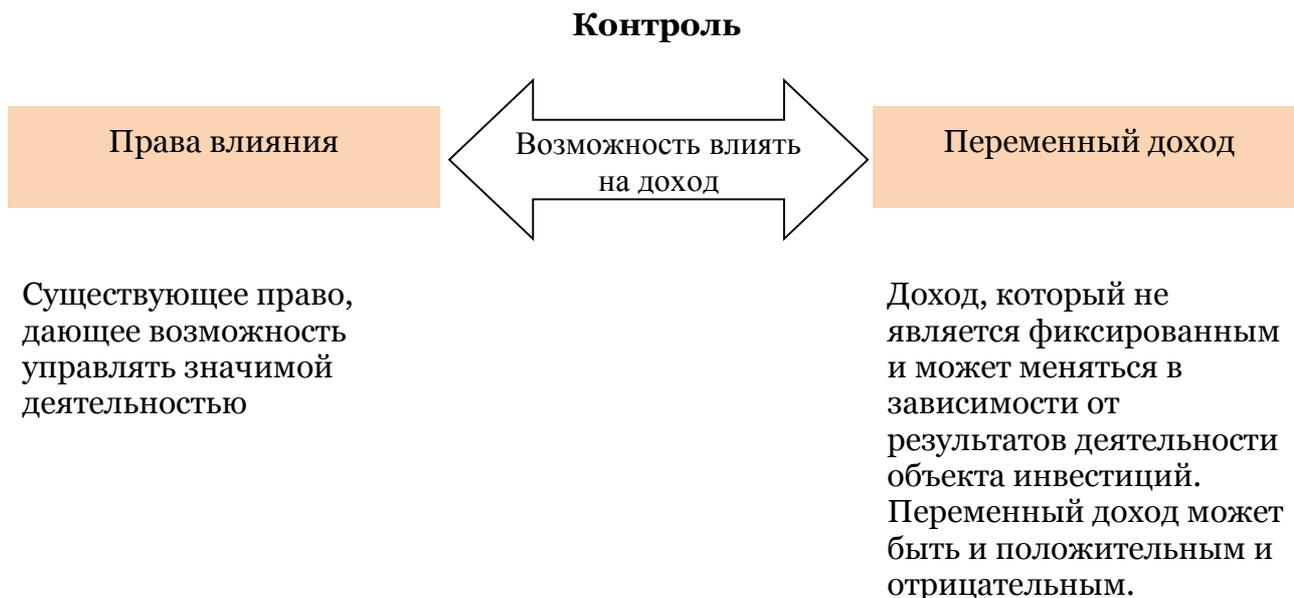 Контроль
Права влияния
Возможность влиять
на доход
Переменный доход
Существующее право,
дающее возможность
управлять значимой
деятельностью
Доход, который не
является фиксированным
и может меняться в
зависимости от
результатов деятельности
объекта инвестиций.
Переменный доход может
быть и положительным и
отрицательным.